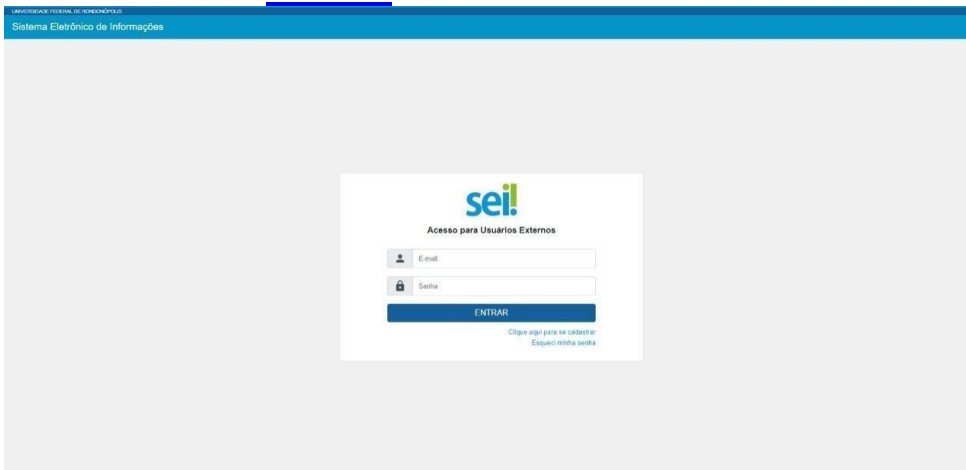 UNIVERSIDADE FEDERAL DE RONDONÓPOLIS
Sistema Eletrônico de Informações
sei!
Acesso para Usuários Externos
E-mail
Senha
ENTRAR
Clique aqui para se cadastrar
Esqueci minha senha